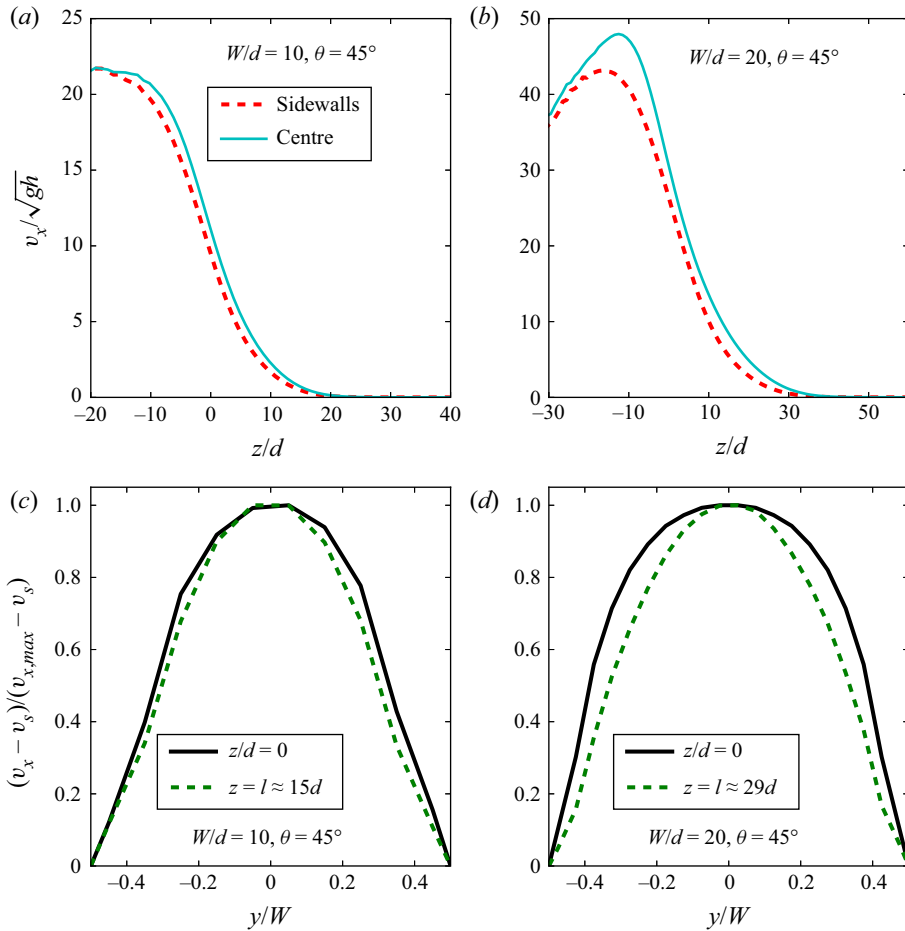 (a)
(b)
W/d = 10, θ = 45°
W/d = 20, θ = 45°
Sidewalls
Centre
25
20
15
10
5
0
–20 –10 0 10 20 30 40
z/d
v_x/√gh
60
50
40
30
20
10
0
–30 –10 10 30 50
z/d
(c)
(d)
1.0
0.8
0.6
0.4
0.2
0
z/d = 0
z = l ≈ 15d
W/d = 10, θ = 45°
–0.4 –0.2 0 0.2 0.4
y/W
(v_x – v_s)/(v_{x,max} – v_s)
1.0
0.8
0.6
0.4
0.2
0
z/d = 0
z = l ≈ 29d
W/d = 20, θ = 45°
–0.4 –0.2 0 0.2 0.4
y/W